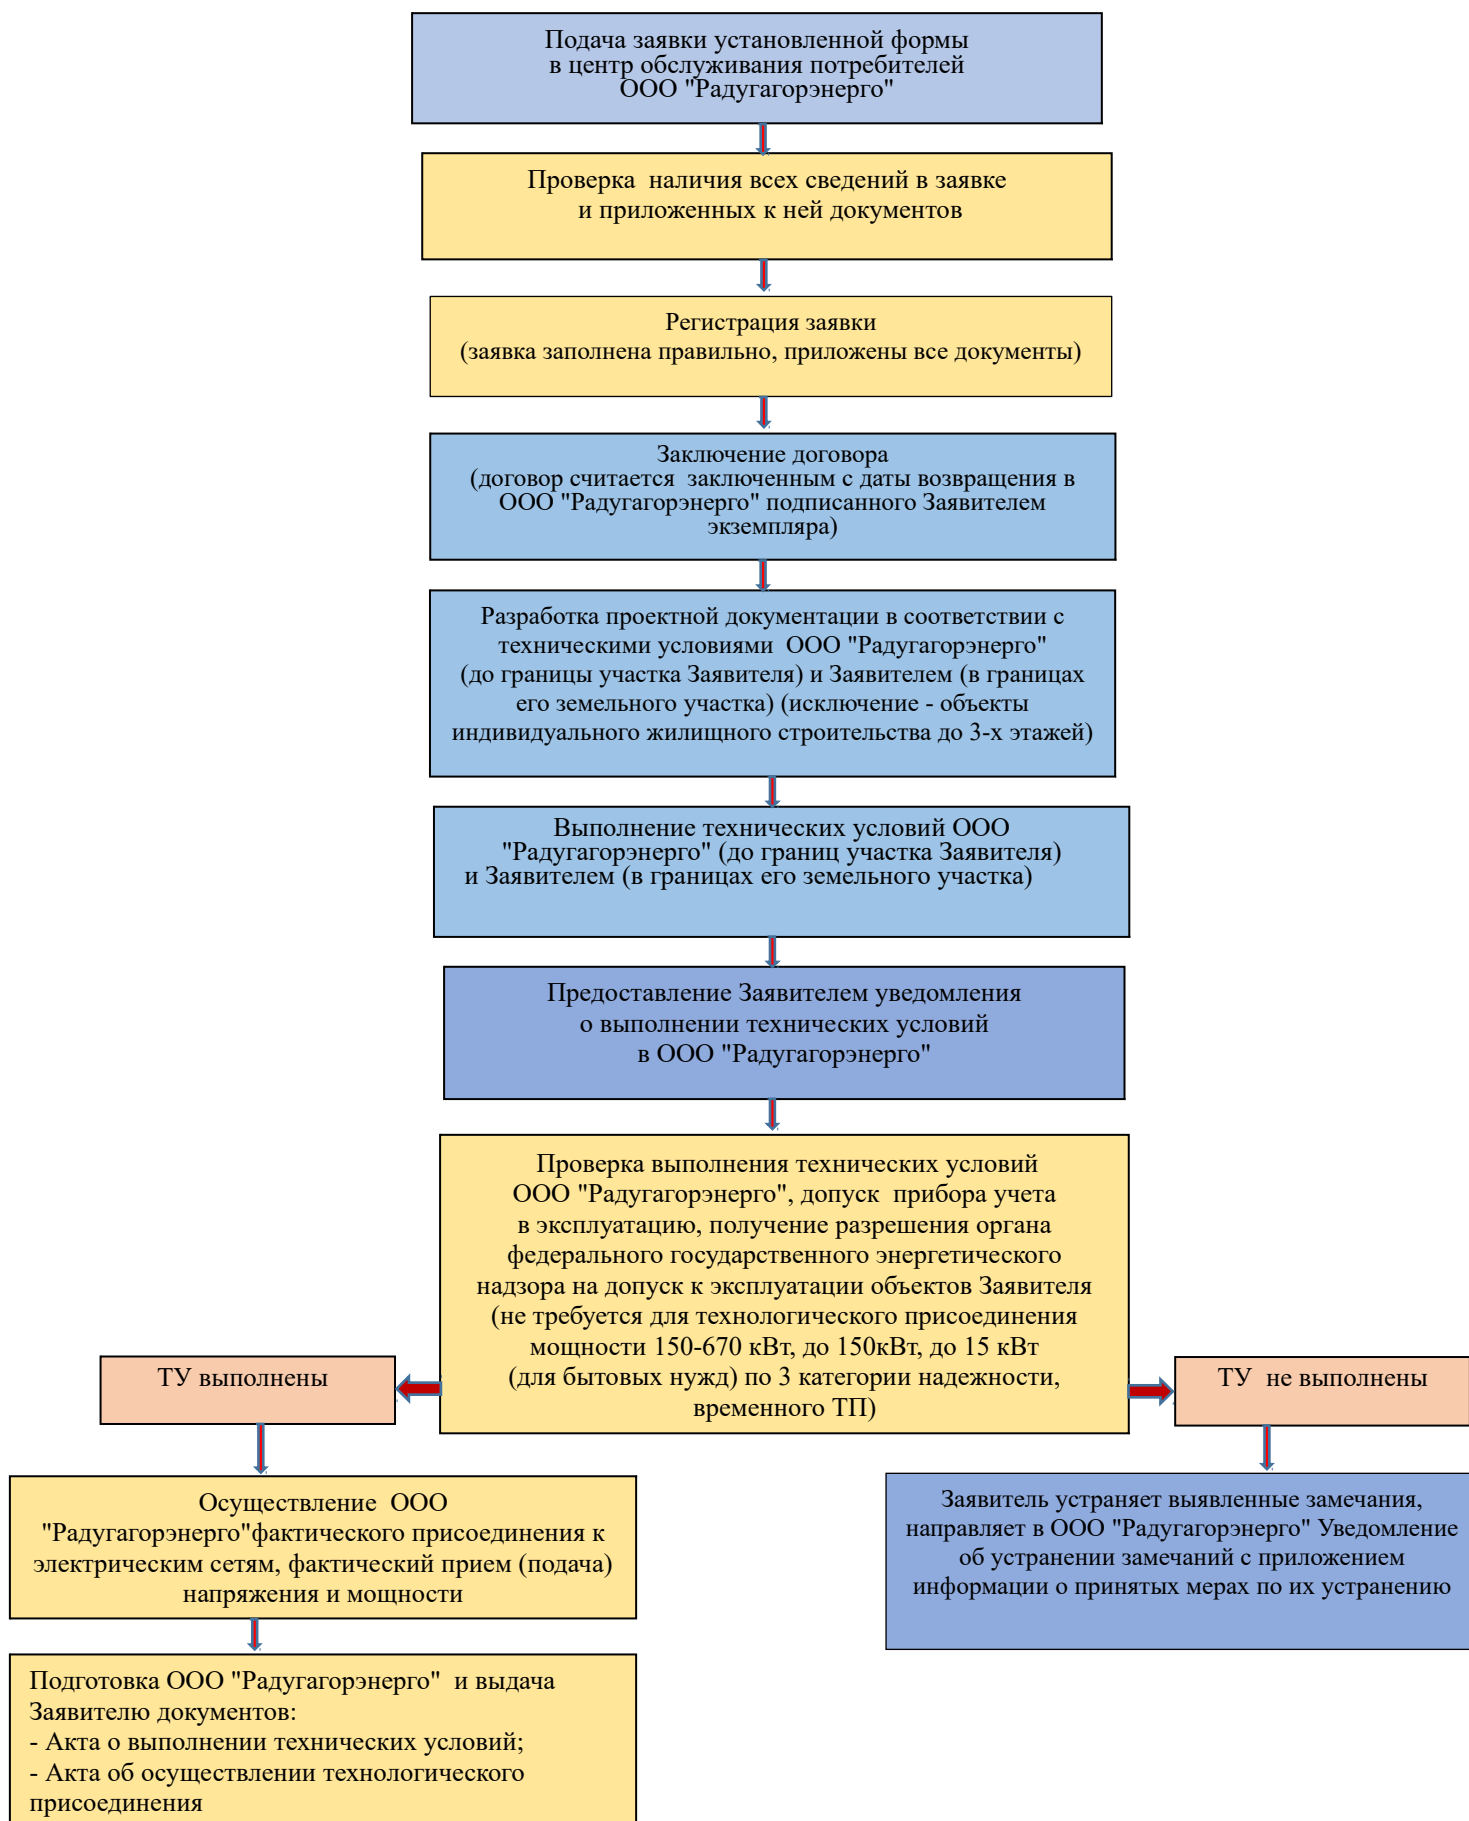 Подача заявки установленной формы
в центр обслуживания потребителей
ООО "Радугагорэнерго"
Проверка  наличия всех сведений в заявке
и приложенных к ней документов
Регистрация заявки
(заявка заполнена правильно, приложены все документы)
Заключение договора
(договор считается  заключенным с даты возвращения в
ООО "Радугагорэнерго" подписанного Заявителем
экземпляра)
Разработка проектной документации в соответствии с
техническими условиями  ООО "Радугагорэнерго"
(до границы участка Заявителя) и Заявителем (в границах
его земельного участка) (исключение - объекты
индивидуального жилищного строительства до 3-х этажей)
Выполнение технических условий ООО
"Радугагорэнерго" (до границ участка Заявителя)
и Заявителем (в границах его земельного участка)
Предоставление Заявителем уведомления
о выполнении технических условий
в ООО "Радугагорэнерго"
Проверка выполнения технических условий
ООО "Радугагорэнерго", допуск  прибора учета
в эксплуатацию, получение разрешения органа
федерального государственного энергетического
надзора на допуск к эксплуатации объектов Заявителя
(не требуется для технологического присоединения
мощности 150-670 кВт, до 150кВт, до 15 кВт
(для бытовых нужд) по 3 категории надежности,
временного ТП)
ТУ выполнены
ТУ  не выполнены
Осуществление  ООО
"Радугагорэнерго"фактического присоединения к
электрическим сетям, фактический прием (подача)
напряжения и мощности
Заявитель устраняет выявленные замечания,
направляет в ООО "Радугагорэнерго" Уведомление
об устранении замечаний с приложением
информации о принятых мерах по их устранению
Подготовка ООО "Радугагорэнерго"  и выдача
Заявителю документов:
- Акта о выполнении технических условий;
- Акта об осуществлении технологического
присоединения